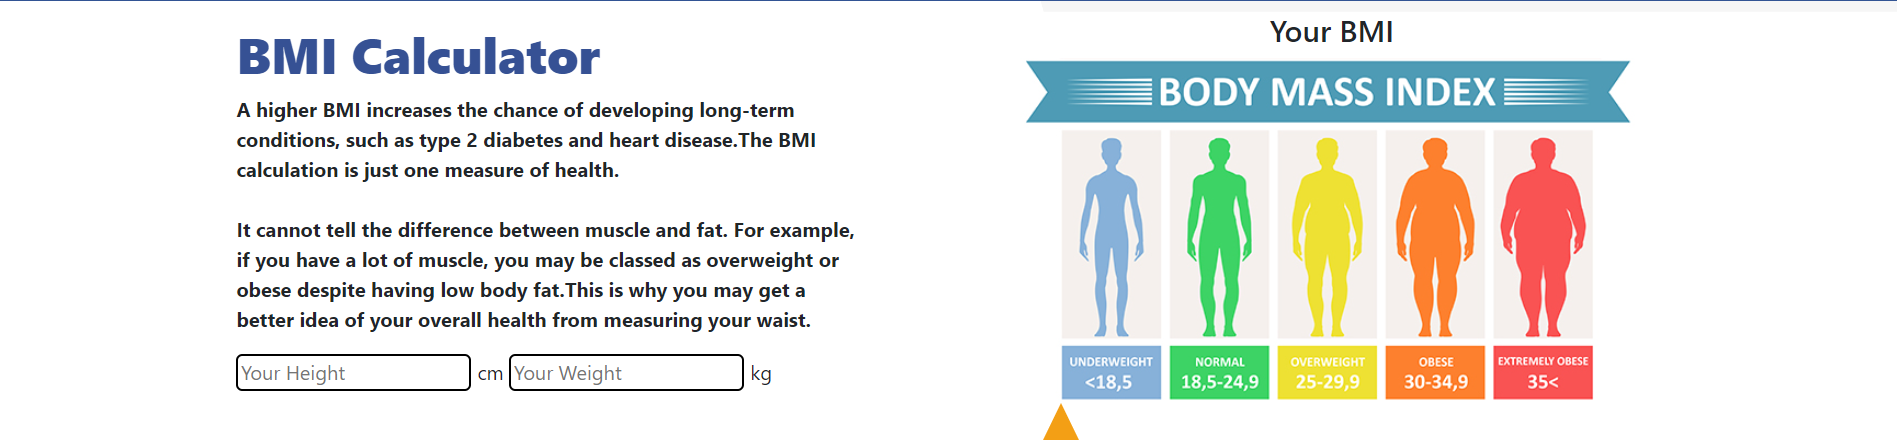 BMI Calculator
A higher BMI increases the chance of developing long-term
conditions, such as type 2 diabetes and heart disease.The BMI
calculation is just one measure of health.
It cannot tell the difference between muscle and fat. For example,
if you have a lot of muscle, you may be classed as overweight or
obese despite having low body fat.This is why you may get a
better idea of your overall health from measuring your waist.
Your Height cm Your Weight kg
Your BMI
BODY MASS INDEX
UNDERWEIGHT
<18,5
NORMAL
18,5-24,9
OVERWEIGHT
25-29,9
OBESE
30-34,9
EXTREMELY OBESE
35<